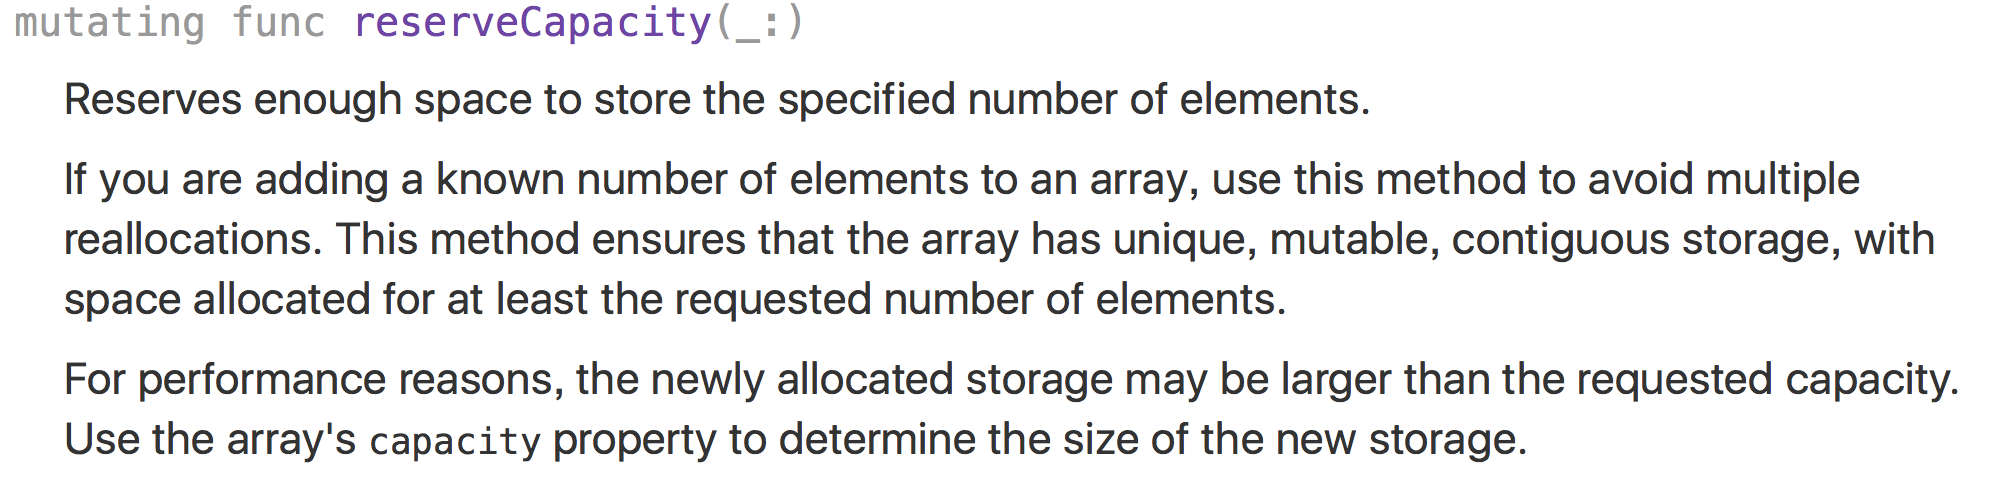 mutating func reserveCapacity(_:)
Reserves enough space to store the specified number of elements.
If you are adding a known number of elements to an array, use this method to avoid multiple
reallocations. This method ensures that the array has unique, mutable, contiguous storage, with
space allocated for at least the requested number of elements.
For performance reasons, the newly allocated storage may be larger than the requested capacity.
Use the array's capacity property to determine the size of the new storage.